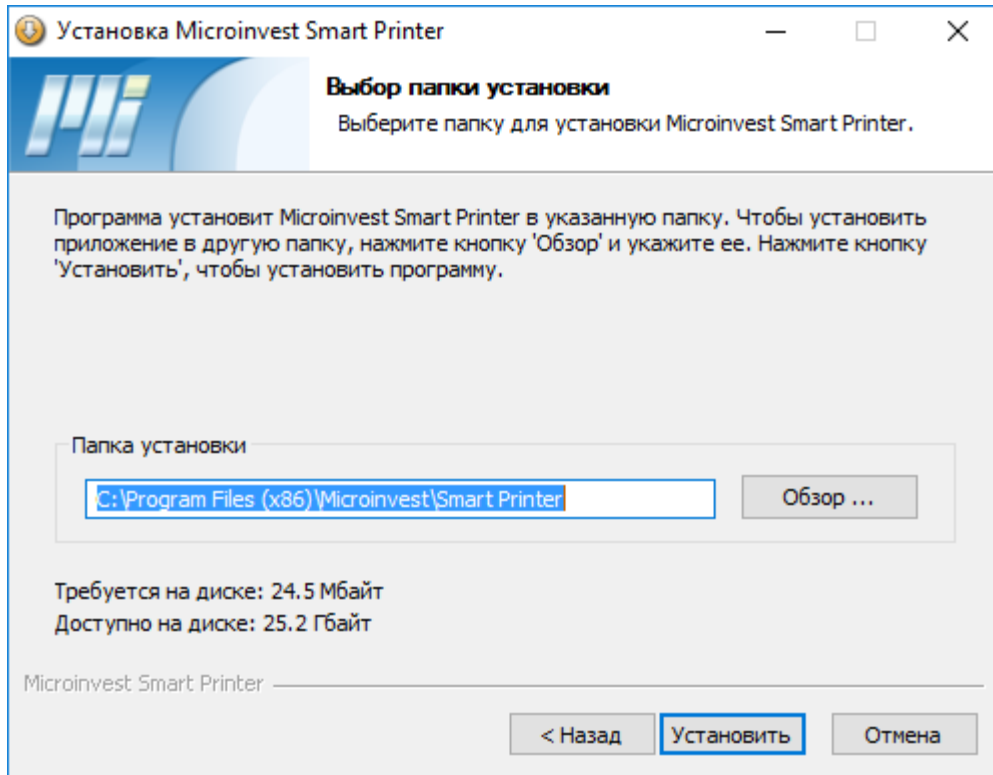 Установка Microinvest Smart Printer
Mi
Выбор папки установки
Выберите папку для установки Microinvest Smart Printer.
Программа установит Microinvest Smart Printer в указанную папку. Чтобы установить
приложение в другую папку, нажмите кнопку 'Обзор' и укажите ее. Нажмите кнопку
'Установить', чтобы установить программу.
Папка установки
C:\Program Files (x86)\Microinvest\Smart Printer
Обзор ...
Требуется на диске: 24.5 Мбайт
Доступно на диске: 25.2 Гбайт
Microinvest Smart Printer
< Назад
Установить
Отмена